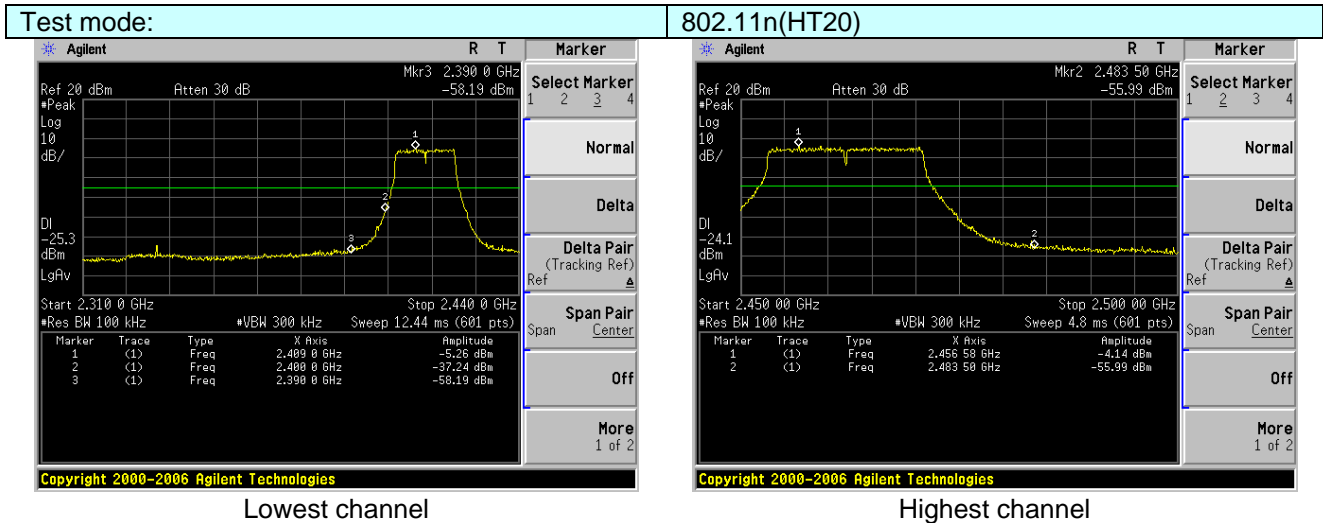 Test mode: 802.11n(HT20)
Agilent R T Marker
Mkr3 2.390 0 GHz
Ref 20 dBm Atten 30 dB -58.19 dBm
#Peak
Log
10
dB/
1
2
3
DI
-25.3
dBm
LgAv
Start 2.310 0 GHz Stop 2.440 0 GHz
#Res BW 100 kHz #VBW 300 kHz Sweep 12.44 ms (601 pts)
Marker Trace Type X Axis Amplitude
1 (1) Freq 2.409 0 GHz -5.26 dBm
2 (1) Freq 2.400 0 GHz -37.24 dBm
3 (1) Freq 2.390 0 GHz -58.19 dBm
Select Marker
1 2 3 4
Normal
Delta
Delta Pair
(Tracking Ref)
Ref Δ
Span Pair
Span Center
Off
More
1 of 2
Copyright 2000-2006 Agilent Technologies
Lowest channel
Agilent R T Marker
Mkr2 2.483 50 GHz
Ref 20 dBm Atten 30 dB -55.99 dBm
#Peak
Log
10
dB/
1
2
DI
-24.1
dBm
LgAv
Start 2.450 00 GHz Stop 2.500 00 GHz
#Res BW 100 kHz #VBW 300 kHz Sweep 4.8 ms (601 pts)
Marker Trace Type X Axis Amplitude
1 (1) Freq 2.456 58 GHz -4.14 dBm
2 (1) Freq 2.483 50 GHz -55.99 dBm
Select Marker
1 2 3 4
Normal
Delta
Delta Pair
(Tracking Ref)
Ref Δ
Span Pair
Span Center
Off
More
1 of 2
Copyright 2000-2006 Agilent Technologies
Highest channel